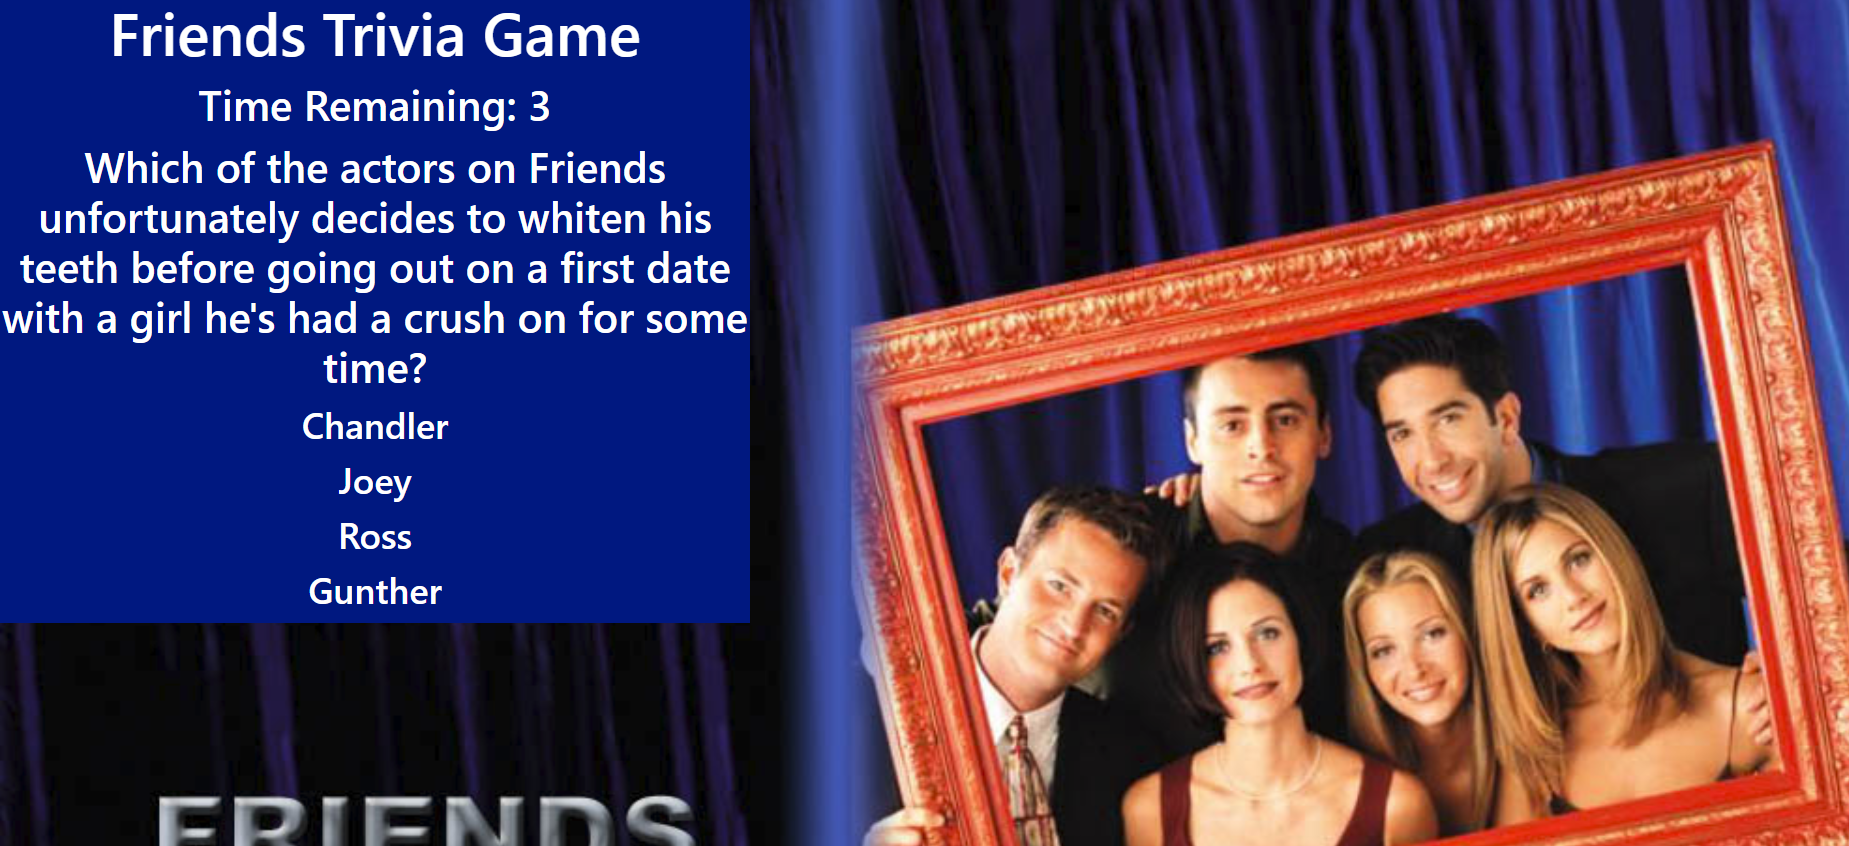 Friends Trivia Game
Time Remaining: 3
Which of the actors on Friends
unfortunately decides to whiten his
teeth before going out on a first date
with a girl he's had a crush on for some
time?
Chandler
Joey
Ross
Gunther
FRIENDS